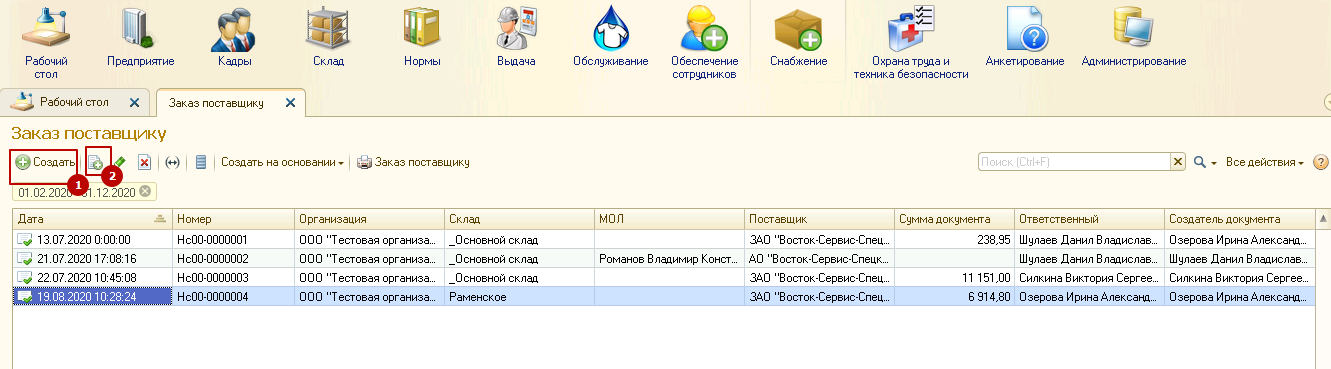 Рабочий стол
Предприятие
Кадры
Склад
Нормы
Выдача
Обслуживание
Обеспечение сотрудников
Снабжение
Охрана труда и техника безопасности
Анкетирование
Администрирование
Рабочий стол
Заказ поставщику
Заказ поставщику
Создать
Создать на основании
Заказ поставщику
Поиск (Ctrl+F)
Все действия
?
1
2
01.02.2020 31.12.2020
Дата Номер Организация Склад МОЛ Поставщик Сумма документа Ответственный Создатель документа
13.07.2020 0:00:00 Нс00-0000001 ООО "Тестовая организа... _Основной склад ЗАО "Восток-Сервис-Спец... 238,95 Шулаев Данил Владислав... Озерова Ирина Александ...
21.07.2020 17:08:16 Нс00-0000002 ООО "Тестовая организа... _Основной склад Романов Владимир Конст... АО "Восток-Сервис-Спецк... Шулаев Данил Владислав... Шулаев Данил Владислав...
22.07.2020 10:45:08 Нс00-0000003 ООО "Тестовая организа... _Основной склад ЗАО "Восток-Сервис-Спец... 11 151,00 Силкина Виктория Сергее... Силкина Виктория Сергее...
19.08.2020 10:28:24 Нс00-0000004 ООО "Тестовая организа... Раменское ЗАО "Восток-Сервис-Спец... 6 914,80 Озерова Ирина Александ... Озерова Ирина Александ...